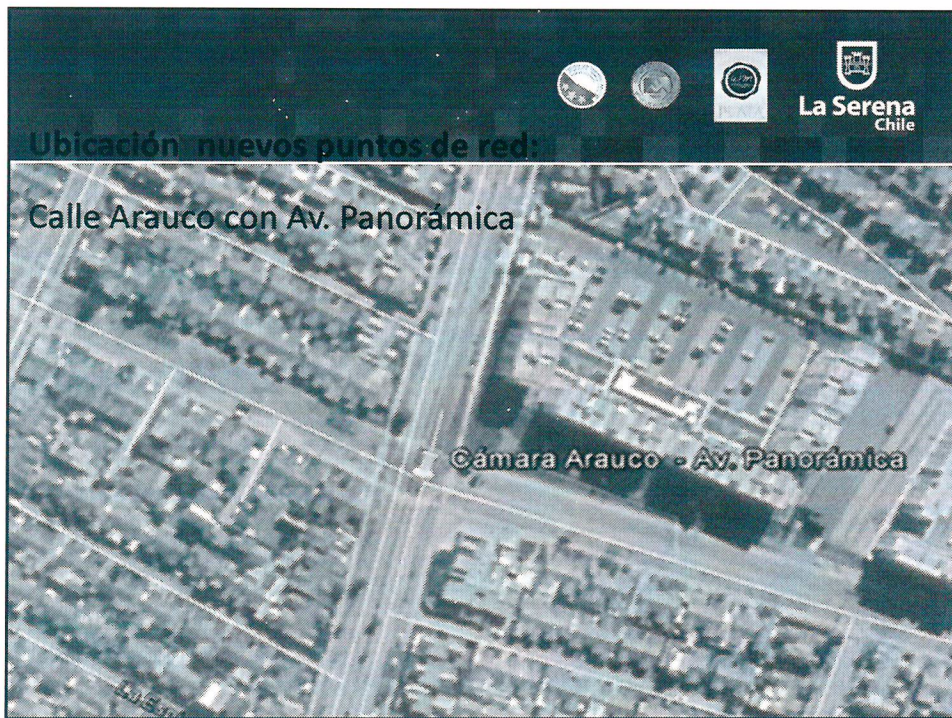 La Serena
Chile
Ubicación nuevos puntos de red:
Calle Arauco con Av. Panorámica
Cámara Arauco - Av. Panorámica